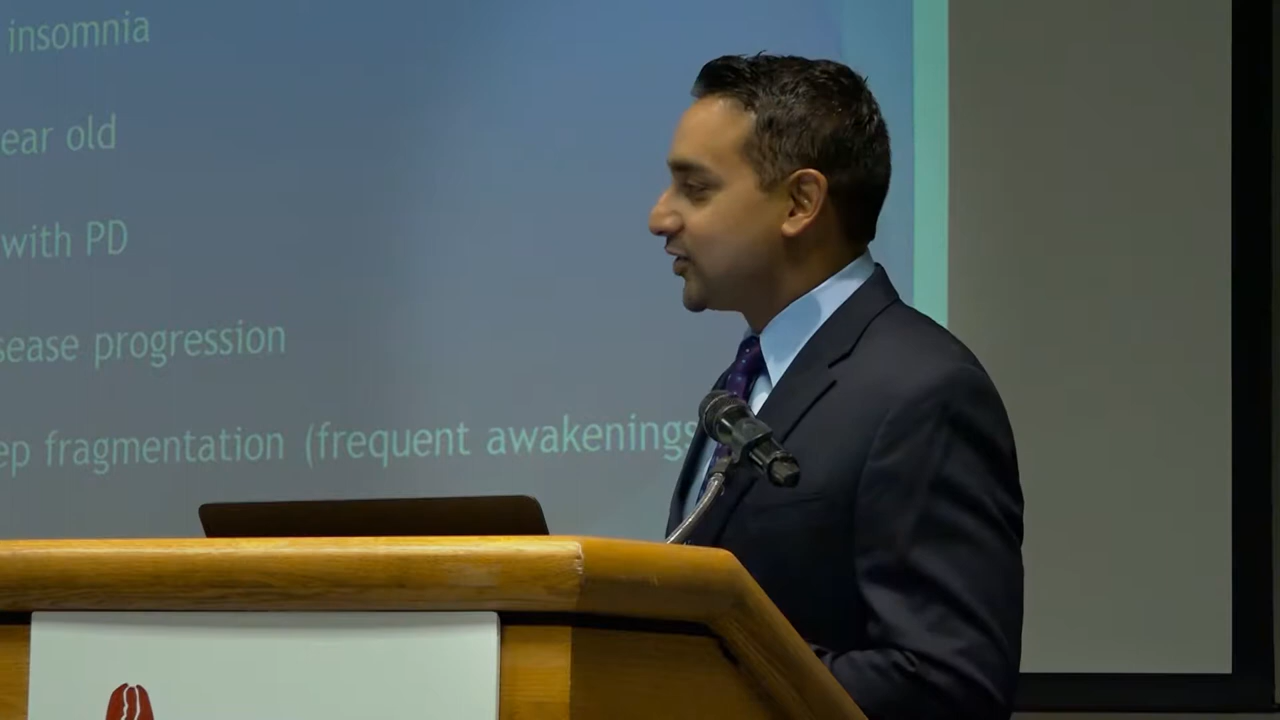 insomnia
ear old
with PD
sease progression
ep fragmentation (frequent awakenings